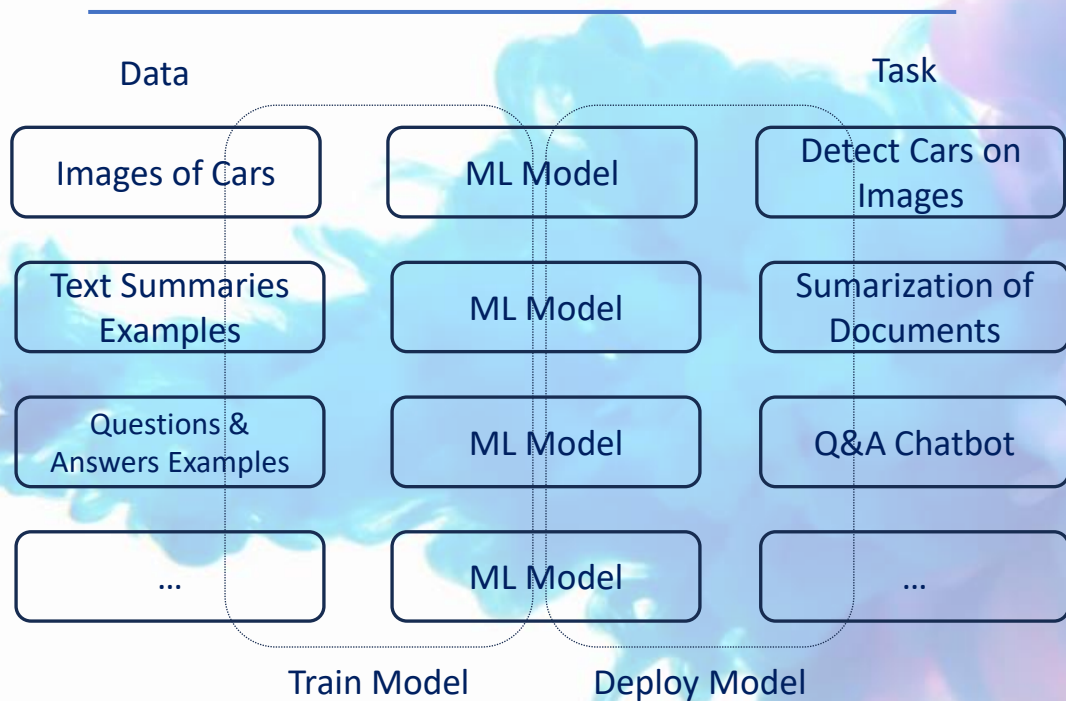 Data
Task
Images of Cars
ML Model
Detect Cars on
Images
Text Summaries
Examples
ML Model
Sumarization of
Documents
Questions &
Answers Examples
ML Model
Q&A Chatbot
...
ML Model
...
Train Model
Deploy Model